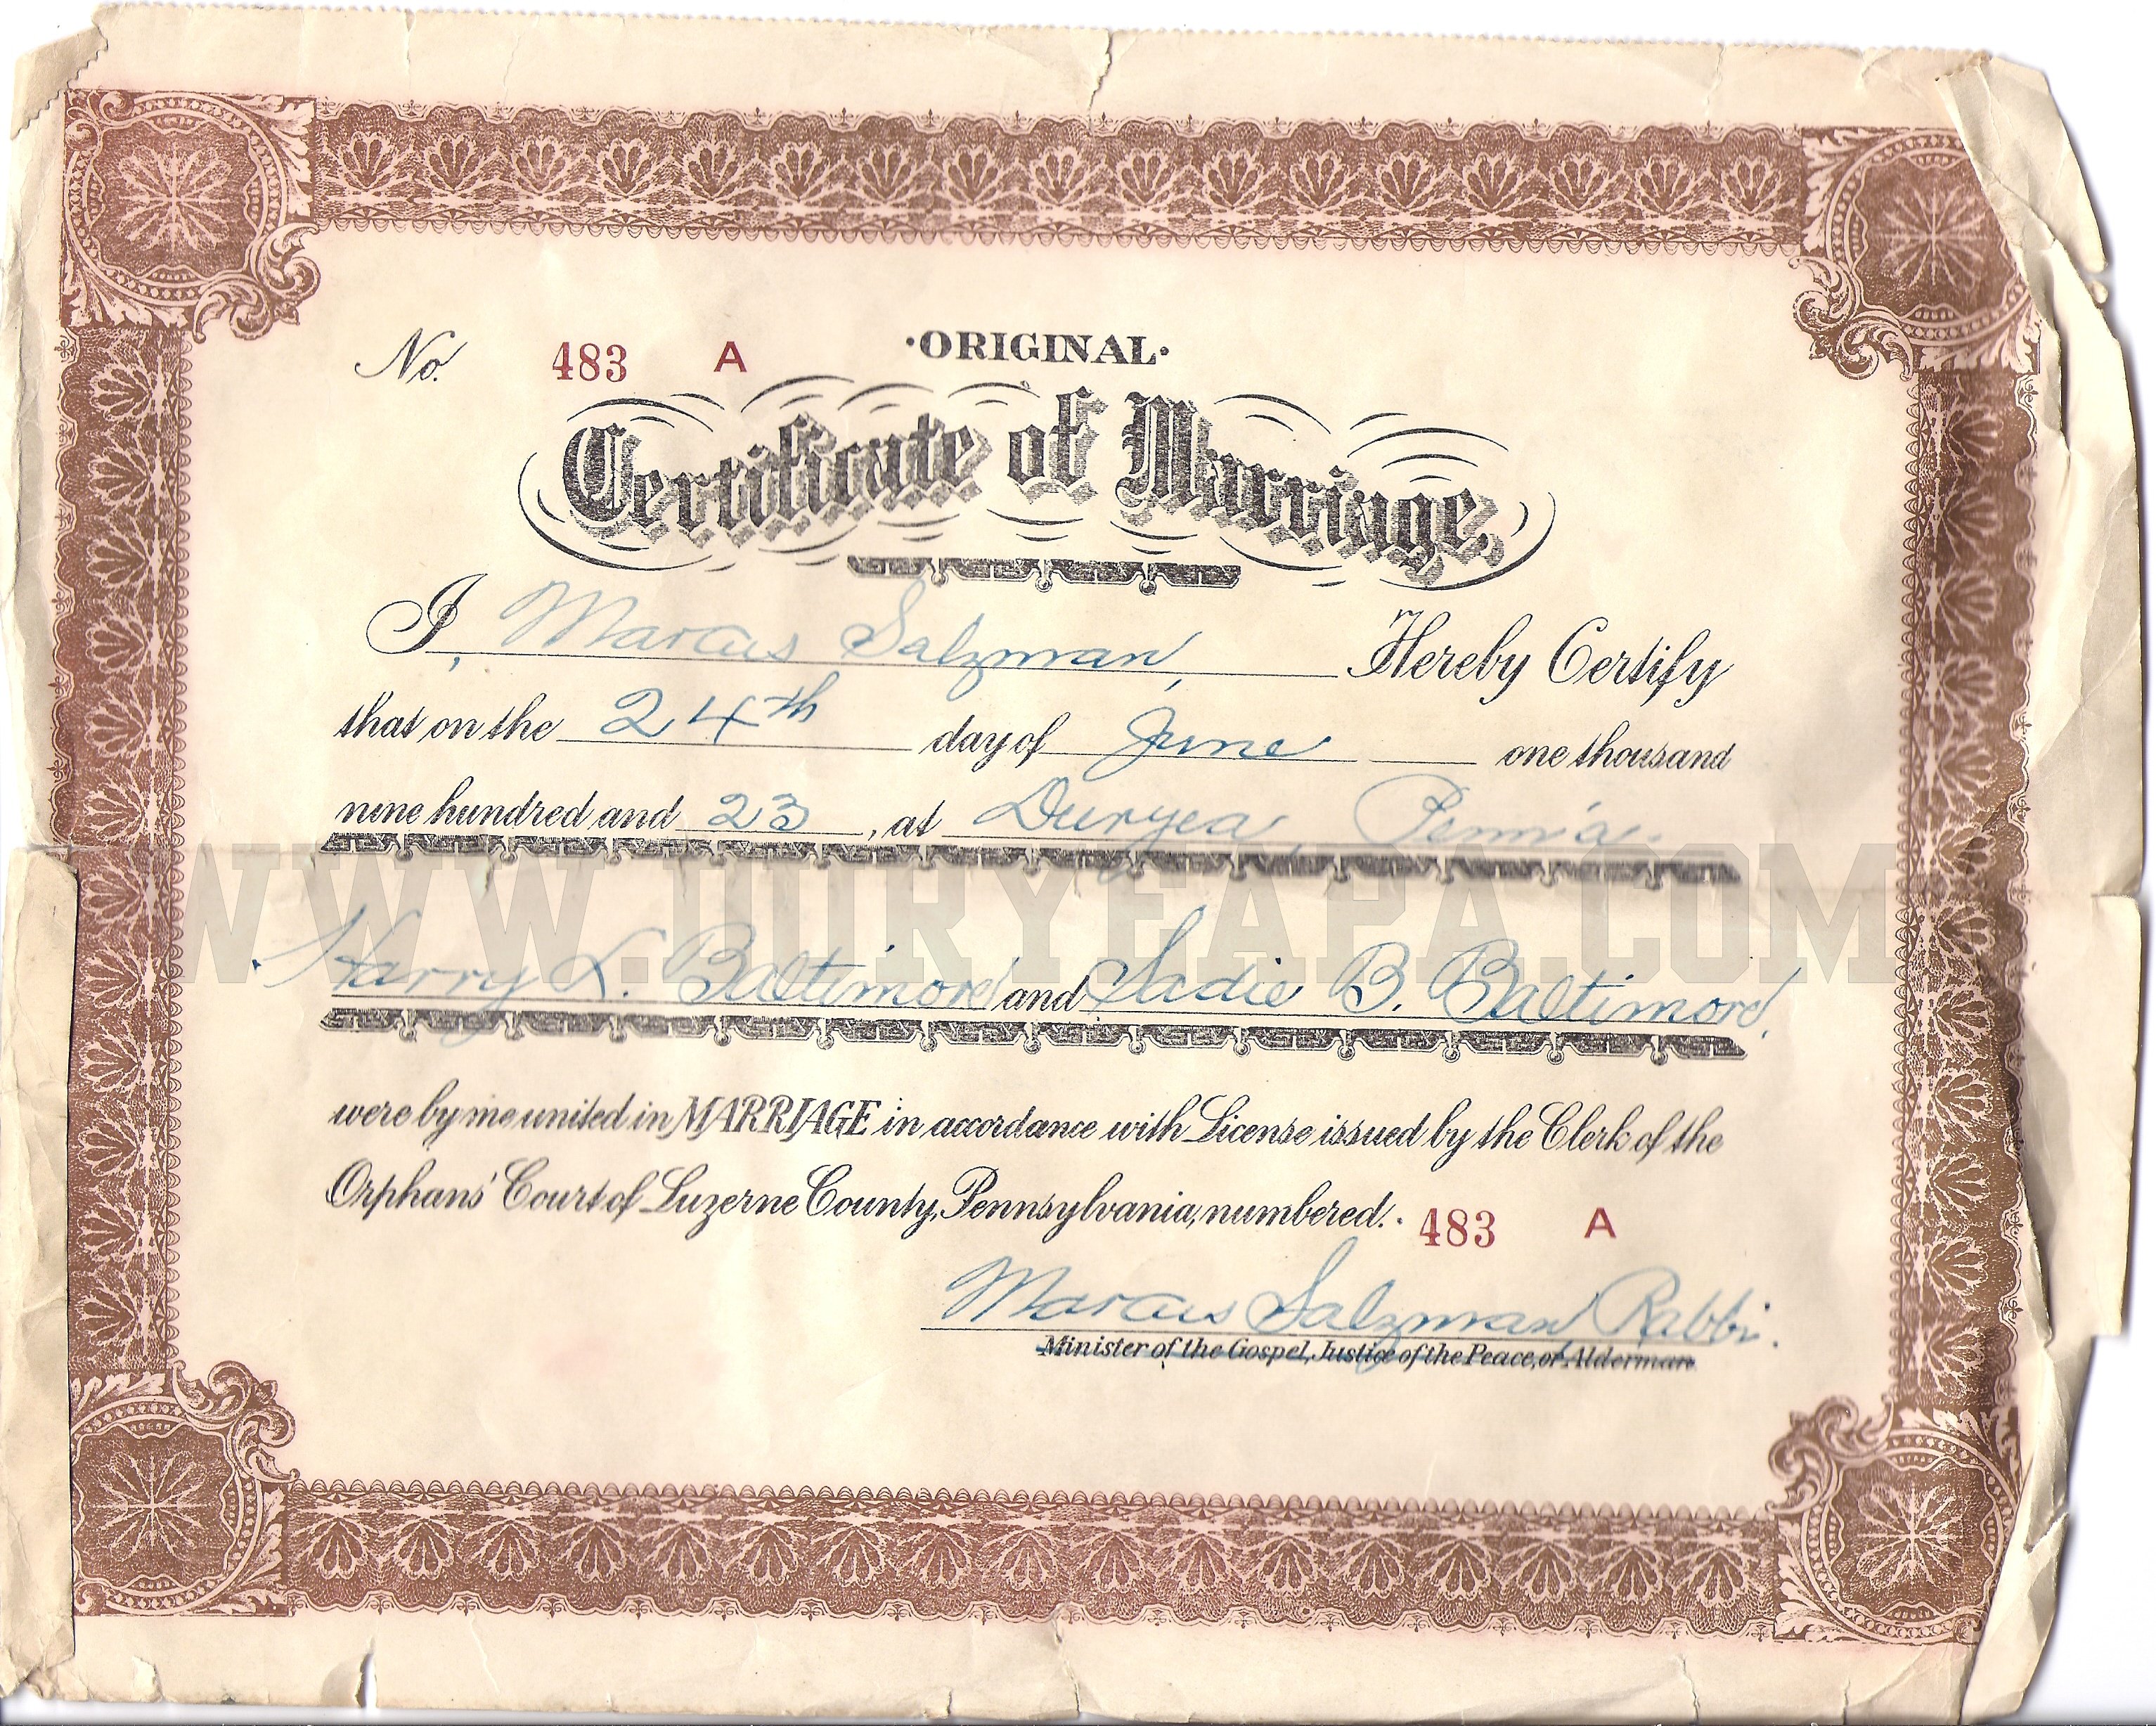 No. 483 A
·ORIGINAL·
Certificate of Marriage
I, Marcus Salzman, Hereby Certify
that on the 24th day of June one thousand
nine hundred and 23, at Duryea, Penn'a.
WWW.DURYEAPA.COM
Harry L. Baltimore and Sadie B. Baltimore,
were by me united in MARRIAGE in accordance with License issued by the Clerk of the
Orphans' Court of Luzerne County, Pennsylvania, numbered. 483 A
Marcus Salzman, Rabbi.
Minister of the Gospel, Justice of the Peace, or Alderman